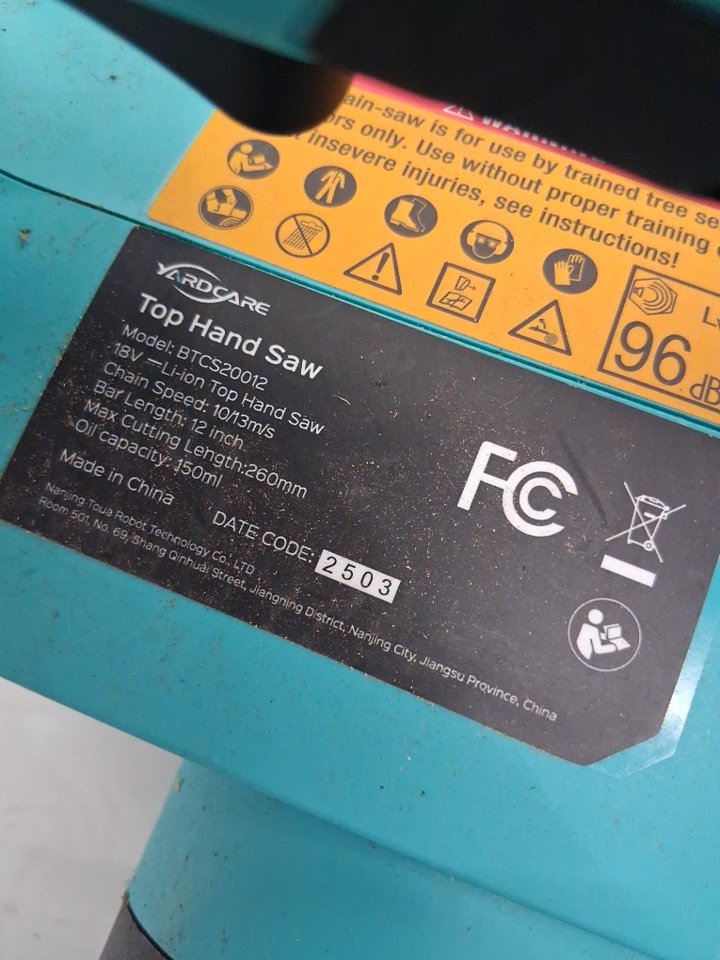 ain-saw is for use by trained tree se
ors only. Use without proper training
insevere injuries, see instructions!
96 dB
YARDCARE
Top Hand Saw
Model: BTCS20012
18V ⎓Li-ion Top Hand Saw
Chain Speed: 10/13m/s
Bar Length: 12 inch
Max Cutting Length:260mm
Oil capacity: 150ml
Made in China
DATE CODE: 2503
Nanjing Toua Robot Technology Co., LTD
Room 501, No. 69, Shang Qinhuai Street, Jiangning District, Nanjing City, Jiangsu Province, China
FC